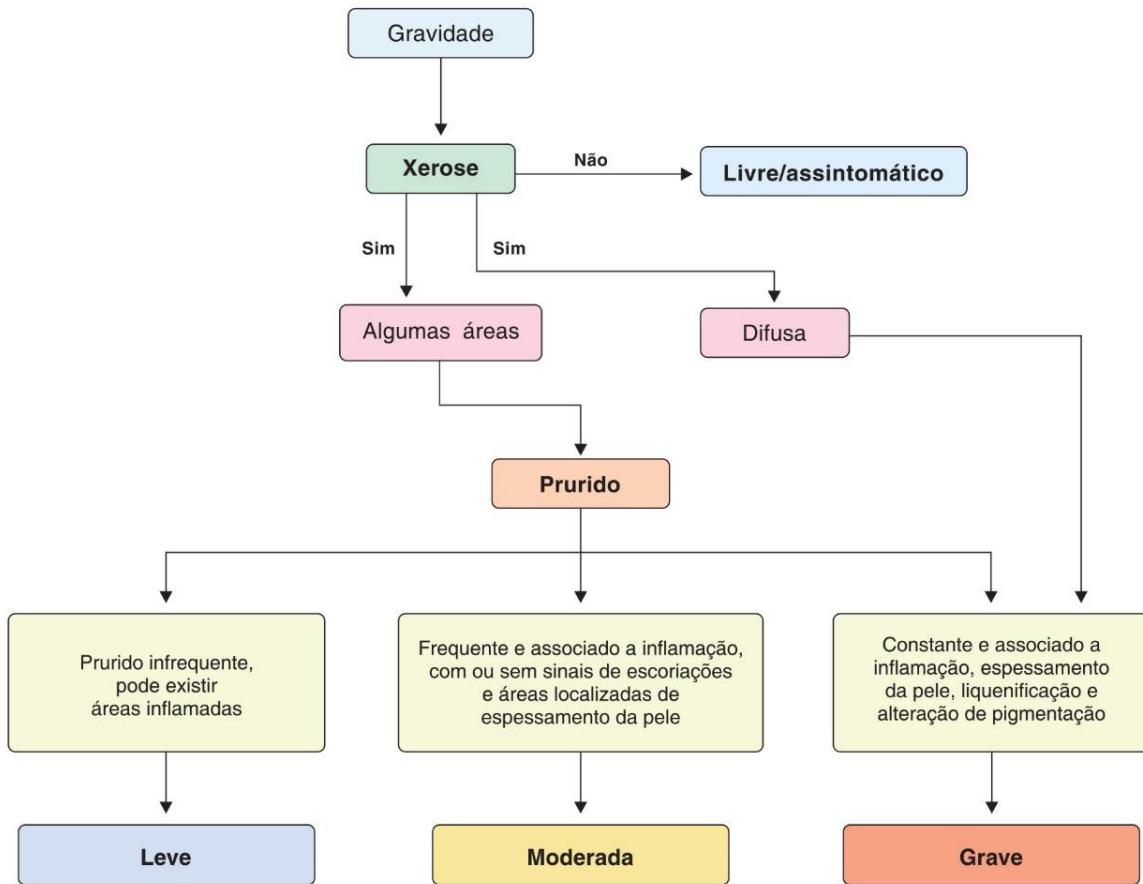 Gravidade
Xerose
Não
Livre/assintomático
Sim
Sim
Algumas áreas
Difusa
Prurido
Prurido infrequente,
pode existir
áreas inflamadas
Frequente e associado a inflamação,
com ou sem sinais de escoriações
e áreas localizadas de
espessamento da pele
Constante e associado a
inflamação, espessamento
da pele, liquenificação e
alteração de pigmentação
Leve
Moderada
Grave